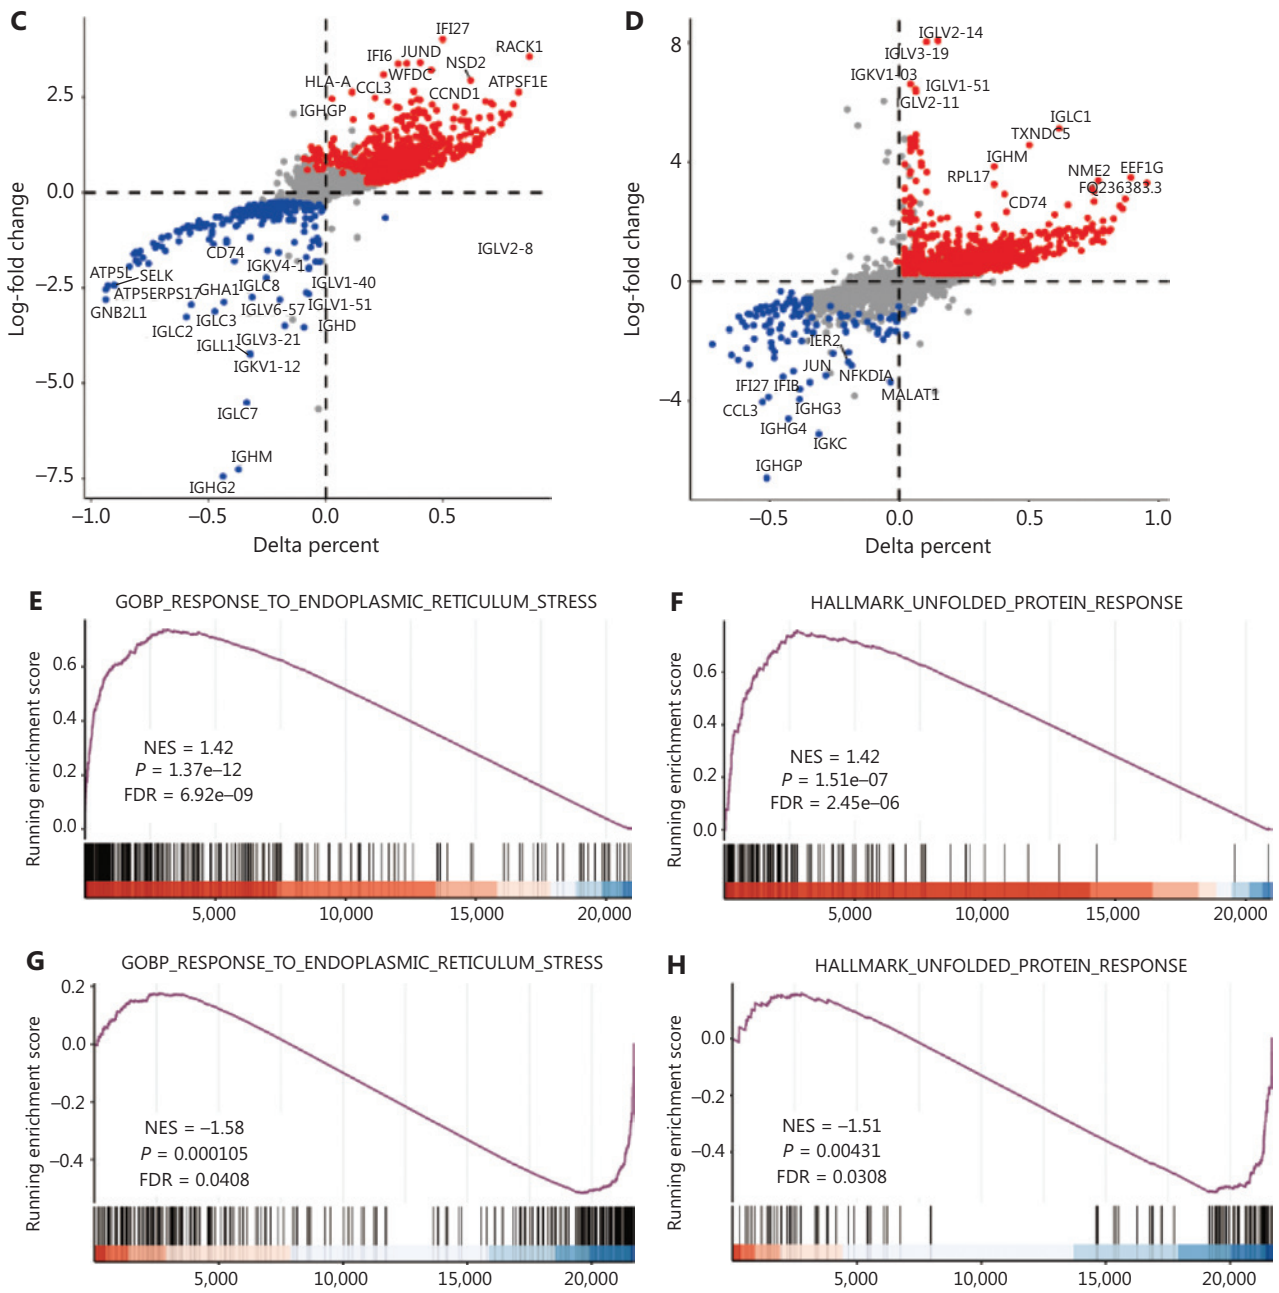 C
IFI27
IFI6 JUND
RACK1
NSD2
HLA-A
WFDC
CCL3
ATPSF1E
CCND1
IGHGP
2.5
0.0
−2.5
−5.0
−7.5
Log-fold change
CD74
IGLV2-8
IGKV4-1
ATP5L
SELK
IGLV1-40
GHA1
IGLC8
ATP5ERPS17
IGLV1-51
GNB2L1
IGLV6-57
IGLC3
IGHD
IGLC2
IGLV3-21
IGLL1
IGKV1-12
IGLC7
IGHM
IGHG2
−1.0 −0.5 0.0 0.5
Delta percent
D
IGLV2-14
IGLV3-19
IGKV1-03
IGLV1-51
IGLV2-11
IGLC1
TXNDC5
IGHM
RPL17
NME2
EEF1G
FQ236383.3
CD74
8
4
0
−4
Log-fold change
IER2
JUN
NFKDIA
IFI27 IFIB
MALAT1
CCL3
IGHG3
IGHG4
IGKC
IGHGP
−0.5 0.0 0.5 1.0
Delta percent
E
GOBP_RESPONSE_TO_ENDOPLASMIC_RETICULUM_STRESS
Running enrichment score
0.6
0.4
0.2
0.0
NES = 1.42
P = 1.37e−12
FDR = 6.92e−09
5,000 10,000 15,000 20,000
F
HALLMARK_UNFOLDED_PROTEIN_RESPONSE
Running enrichment score
0.6
0.4
0.2
0.0
NES = 1.42
P = 1.51e−07
FDR = 2.45e−06
5,000 10,000 15,000 20,000
G
GOBP_RESPONSE_TO_ENDOPLASMIC_RETICULUM_STRESS
Running enrichment score
0.2
0.0
−0.2
−0.4
NES = −1.58
P = 0.000105
FDR = 0.0408
5,000 10,000 15,000 20,000
H
HALLMARK_UNFOLDED_PROTEIN_RESPONSE
Running enrichment score
0.0
−0.2
−0.4
NES = −1.51
P = 0.00431
FDR = 0.0308
5,000 10,000 15,000 20,000